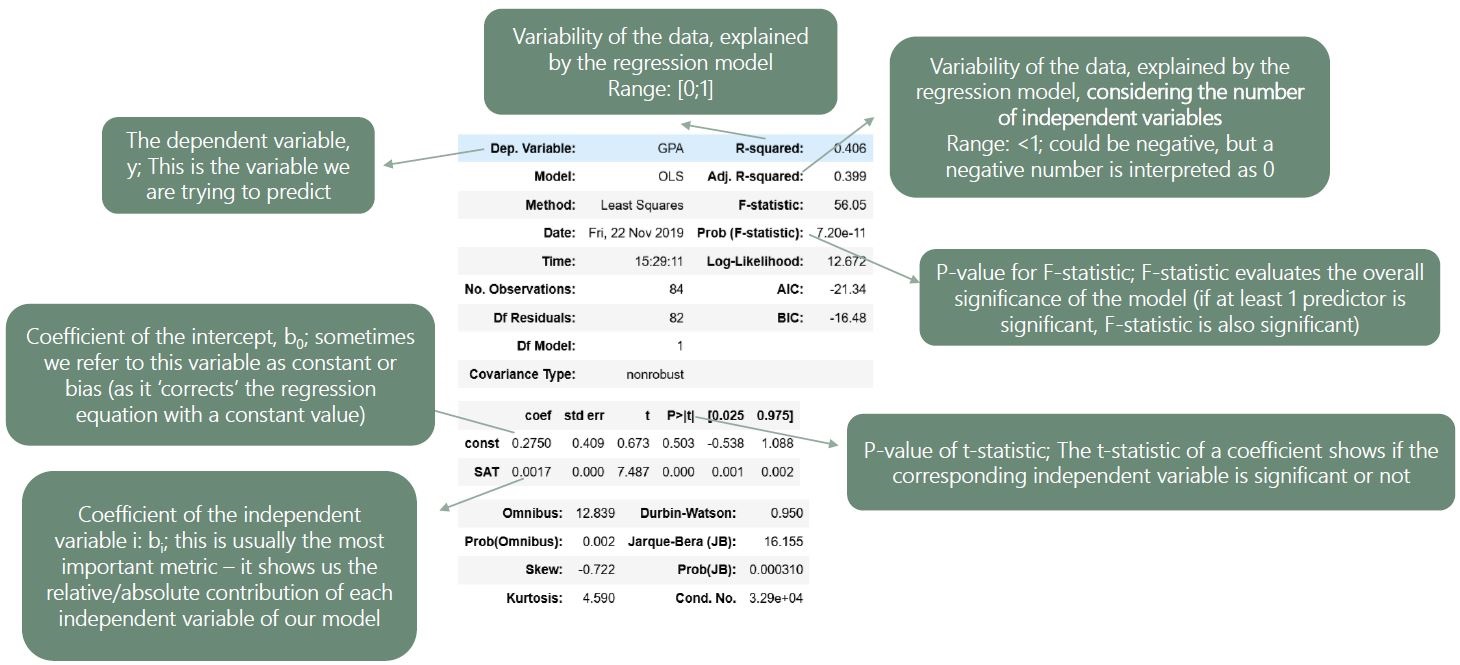 Variability of the data, explained
by the regression model
Range: [0;1]
Variability of the data, explained by the
regression model, considering the number
of independent variables
Range: <1; could be negative, but a
negative number is interpreted as 0
The dependent variable,
y; This is the variable we
are trying to predict
Dep. Variable: GPA R-squared: 0.406
Model: OLS Adj. R-squared: 0.399
Method: Least Squares F-statistic: 56.05
Date: Fri, 22 Nov 2019 Prob (F-statistic): 7.20e-11
Time: 15:29:11 Log-Likelihood: 12.672
No. Observations: 84 AIC: -21.34
Df Residuals: 82 BIC: -16.48
Df Model: 1
Covariance Type: nonrobust
P-value for F-statistic; F-statistic evaluates the overall
significance of the model (if at least 1 predictor is
significant, F-statistic is also significant)
Coefficient of the intercept, b0; sometimes
we refer to this variable as constant or
bias (as it ‘corrects’ the regression
equation with a constant value)
coef std err t P>|t| [0.025 0.975]
const 0.2750 0.409 0.673 0.503 -0.538 1.088
SAT 0.0017 0.000 7.487 0.000 0.001 0.002
P-value of t-statistic; The t-statistic of a coefficient shows if the
corresponding independent variable is significant or not
Coefficient of the independent
variable i: bi; this is usually the most
important metric – it shows us the
relative/absolute contribution of each
independent variable of our model
Omnibus: 12.839 Durbin-Watson: 0.950
Prob(Omnibus): 0.002 Jarque-Bera (JB): 16.155
Skew: -0.722 Prob(JB): 0.000310
Kurtosis: 4.590 Cond. No. 3.29e+04